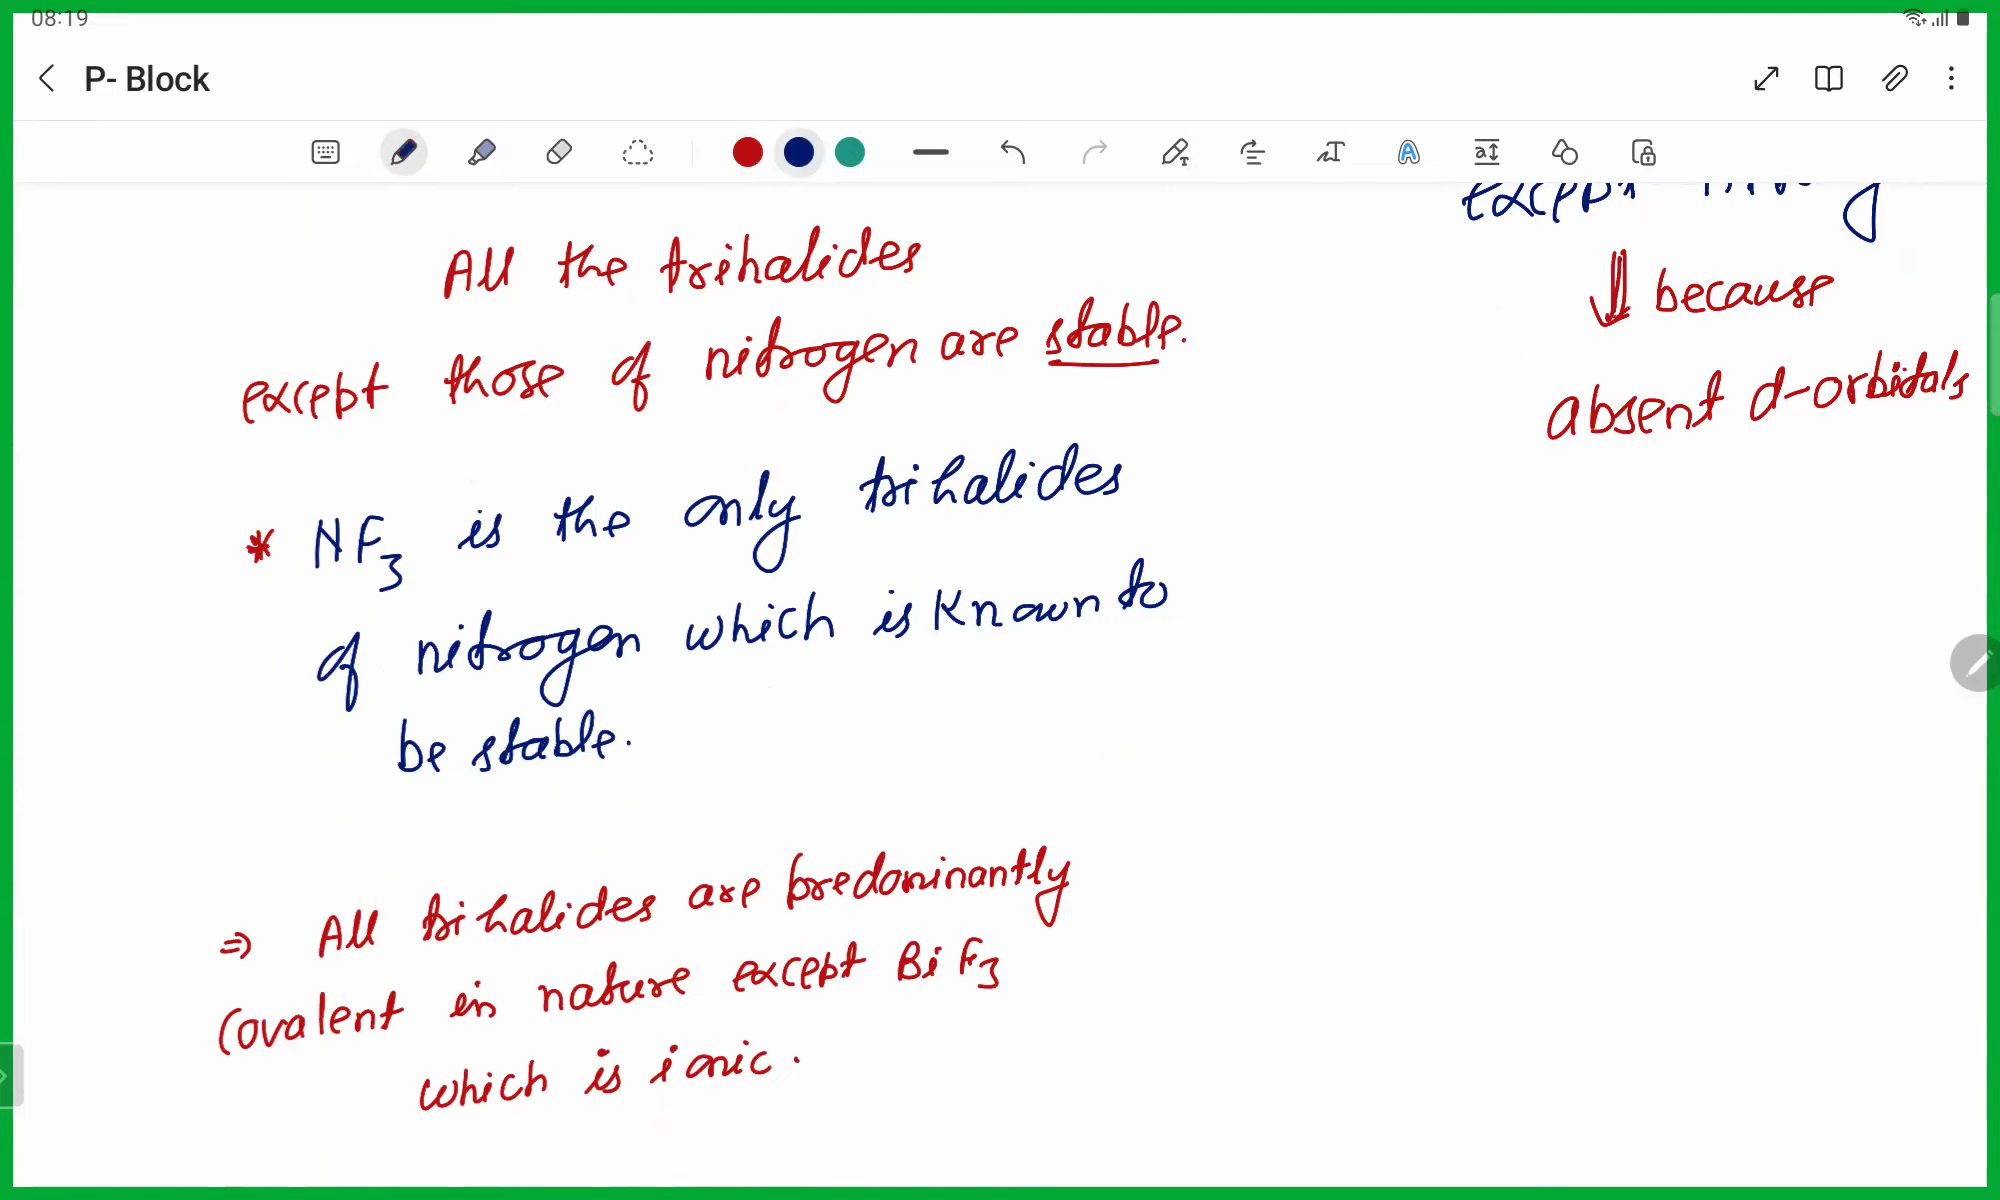 08:19
P- Block
except
All the trihalides
because
except those of nitrogen are stable.
absent d-orbitals
* NF3 is the only trihalides
of nitrogen which is known to
be stable.
⇒ All trihalides are predominantly
Covalent in nature except BiF3
which is ionic.